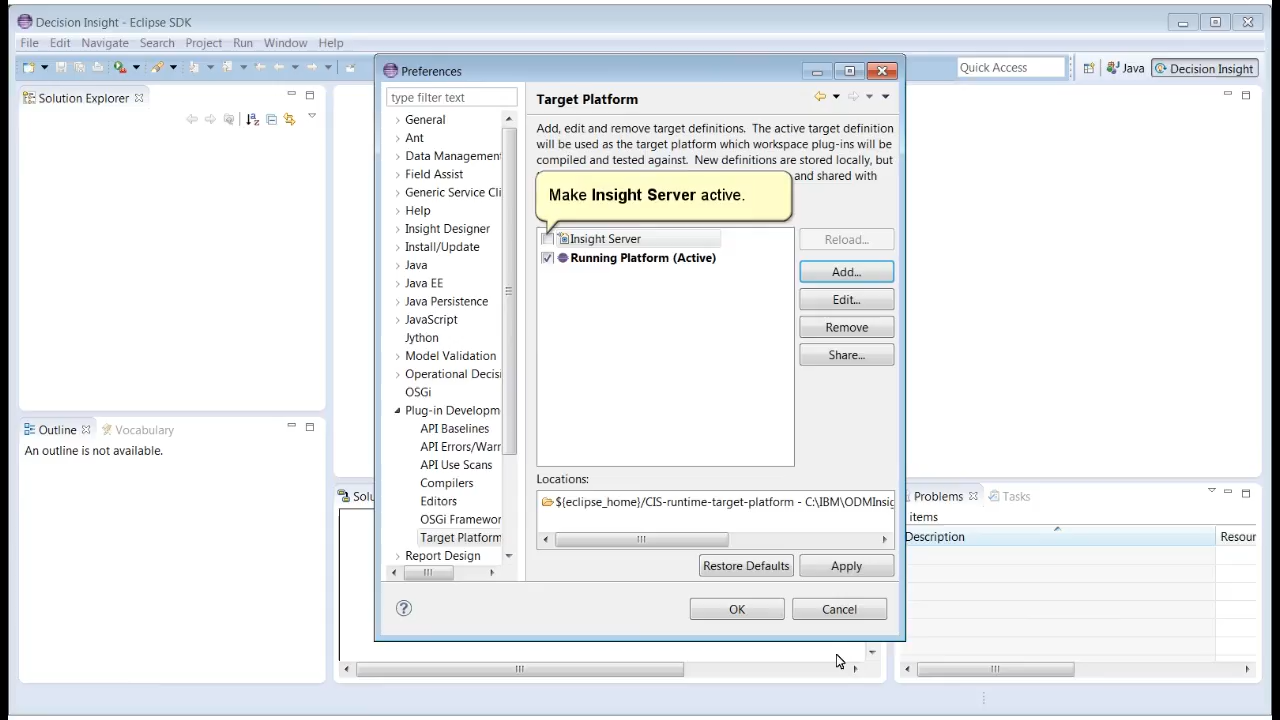 Decision Insight - Eclipse SDK
File Edit Navigate Search Project Run Window Help
Quick Access
Java
Decision Insight
Solution Explorer
Outline
Vocabulary
An outline is not available.
Solu
Problems
Tasks
items
Description
Resour
Preferences
type filter text
General
Ant
Data Management
Field Assist
Generic Service Cli
Help
Insight Designer
Install/Update
Java
Java EE
Java Persistence
JavaScript
Jython
Model Validation
Operational Decis
OSGi
Plug-in Developm
API Baselines
API Errors/Warr
API Use Scans
Compilers
Editors
OSGi Framewor
Target Platform
Report Design
Target Platform
Add, edit and remove target definitions. The active target definition
will be used as the target platform which workspace plug-ins will be
compiled and tested against. New definitions are stored locally, but
and shared with
Make Insight Server active.
Insight Server
Running Platform (Active)
Reload...
Add...
Edit...
Remove
Share...
Locations:
${eclipse_home}/CIS-runtime-target-platform - C:\IBM\ODMInsig
Restore Defaults
Apply
OK
Cancel